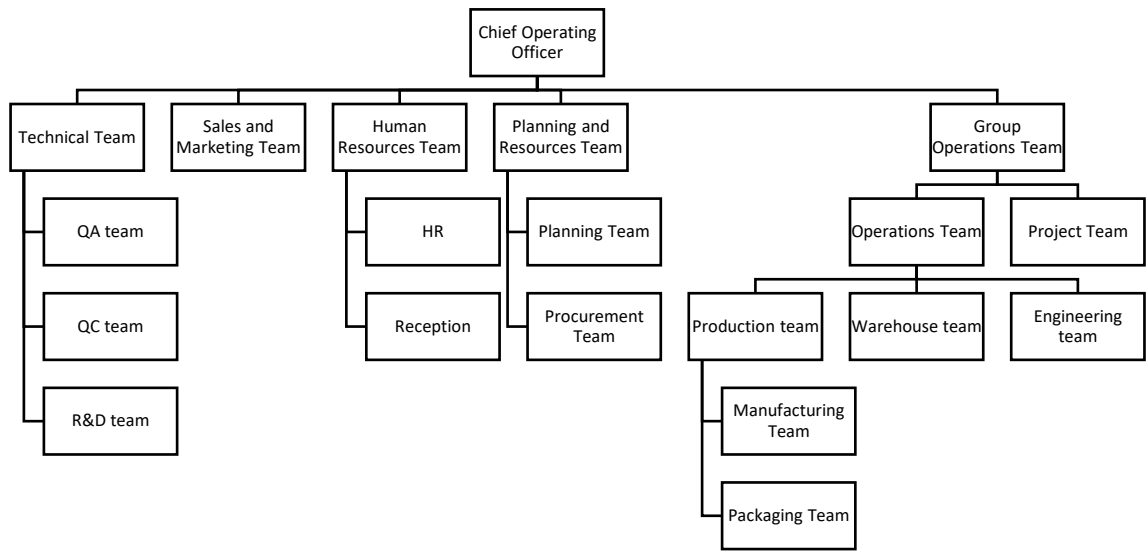 Chief Operating
Officer
Technical Team
Sales and
Marketing Team
Human
Resources Team
Planning and
Resources Team
Group
Operations Team
QA team
HR
Planning Team
Operations Team
Project Team
QC team
Reception
Procurement
Team
Production team
Warehouse team
Engineering
team
R&D team
Manufacturing
Team
Packaging Team